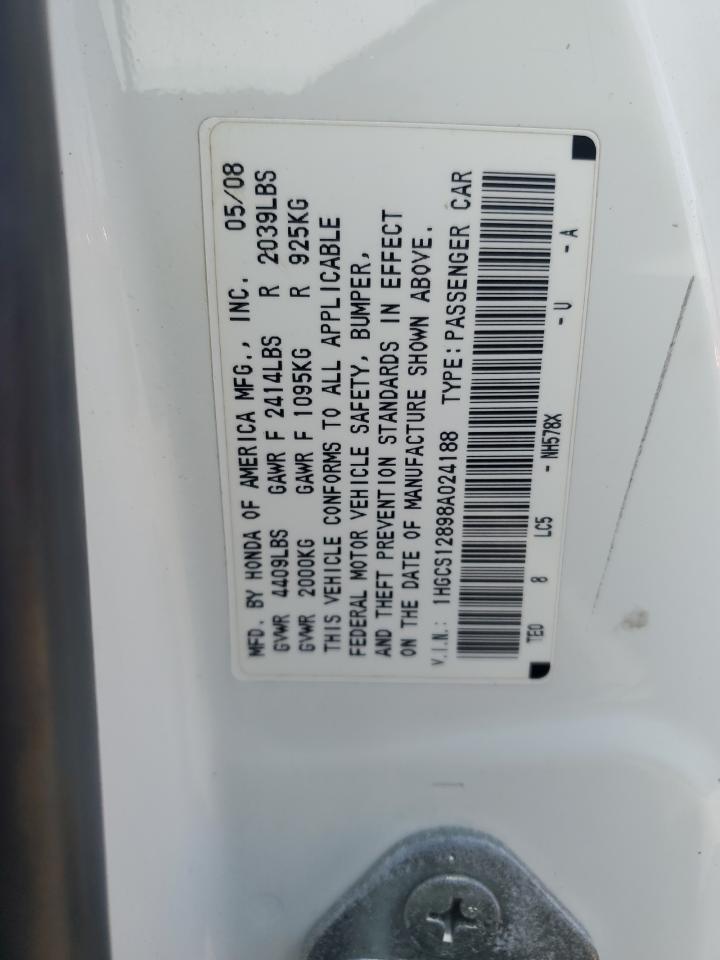 MFD. BY HONDA OF AMERICA MFG., INC. 05/08
GVWR 4409LBS GAWR F 2414LBS R 2039LBS
GVWR 2000KG GAWR F 1095KG R 925KG
THIS VEHICLE CONFORMS TO ALL APPLICABLE
FEDERAL MOTOR VEHICLE SAFETY, BUMPER,
AND THEFT PREVENTION STANDARDS IN EFFECT
ON THE DATE OF MANUFACTURE SHOWN ABOVE.
V.I.N.: 1HGCS12898A024188 TYPE: PASSENGER CAR
TE0 8 LC5 - NH578X - U - A